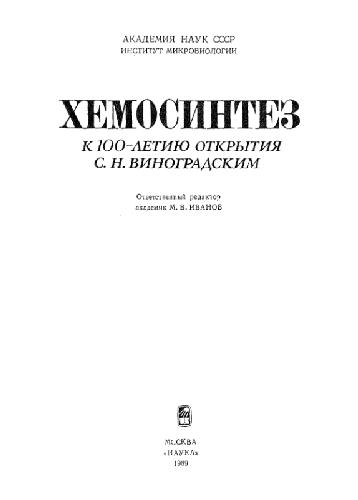 АКАДЕМИЯ НАУК СССР
ИНСТИТУТ МИКРОБИОЛОГИИ
ХЕМОСИНТЕЗ
К 100-ЛЕТИЮ ОТКРЫТИЯ
С. Н. ВИНОГРАДСКИМ
Ответственный редактор
академик М. В. ИВАНОВ
МОСКВА
«НАУКА»
1989